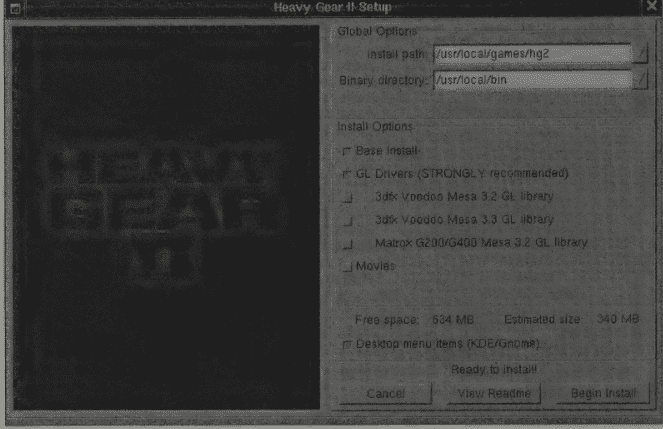 Heavy Gear II Setup
HEAVY
GEAR
II
Global Options
Install path: /usr/local/games/hg2 /
Binary directory: /usr/local/bin /
Install Options
Base Install
GL Drivers (STRONGLY recommended)
3dfx Voodoo Mesa 3.2 GL library
3dfx Voodoo Mesa 3.3 GL library
Matrox G200/G400 Mesa 3.2 GL library
Movies
Free space: 634 MB Estimated size: 340 MB
Desktop menu items (KDE/Gnome)
Ready to install!
Cancel View Readme Begin Install